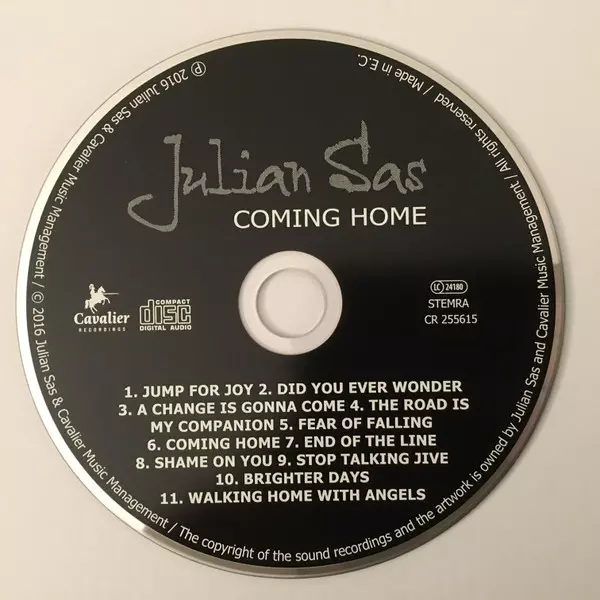 Julian Sas
COMING HOME
Cavalier
RECORDINGS
COMPACT
disc
DIGITAL AUDIO
LC 24180
STEMRA
CR 255615
1. JUMP FOR JOY 2. DID YOU EVER WONDER
3. A CHANGE IS GONNA COME 4. THE ROAD IS
MY COMPANION 5. FEAR OF FALLING
6. COMING HOME 7. END OF THE LINE
8. SHAME ON YOU 9. STOP TALKING JIVE
10. BRIGHTER DAYS
11. WALKING HOME WITH ANGELS
℗ 2016 Julian Sas & Cavalier Music Management / © 2016 Julian Sas & Cavalier Music Management / The copyright of the sound recordings and the artwork is owned by Julian Sas and Cavalier Music Management / All rights reserved / Made in E.C.